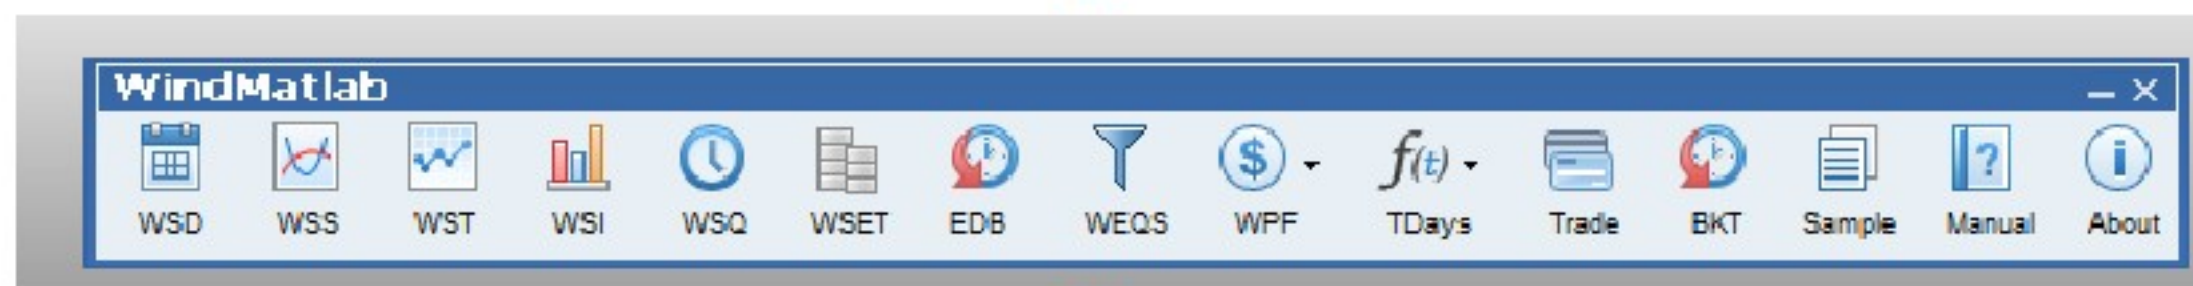 WindMatlab
$ f(t) ? i
WSD WSS WST WSI WSQ WSET EDB WEQS WPF TDays Trade BKT Sample Manual About